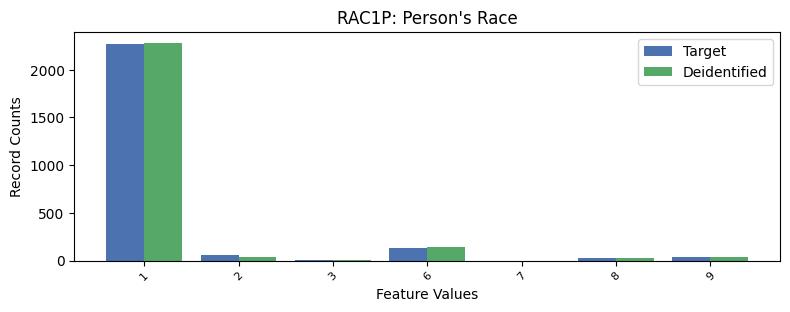 RAC1P: Person's Race
Target
Deidentified
Record Counts
2000
1500
1000
500
0
1 2 3 6 7 8 9
Feature Values